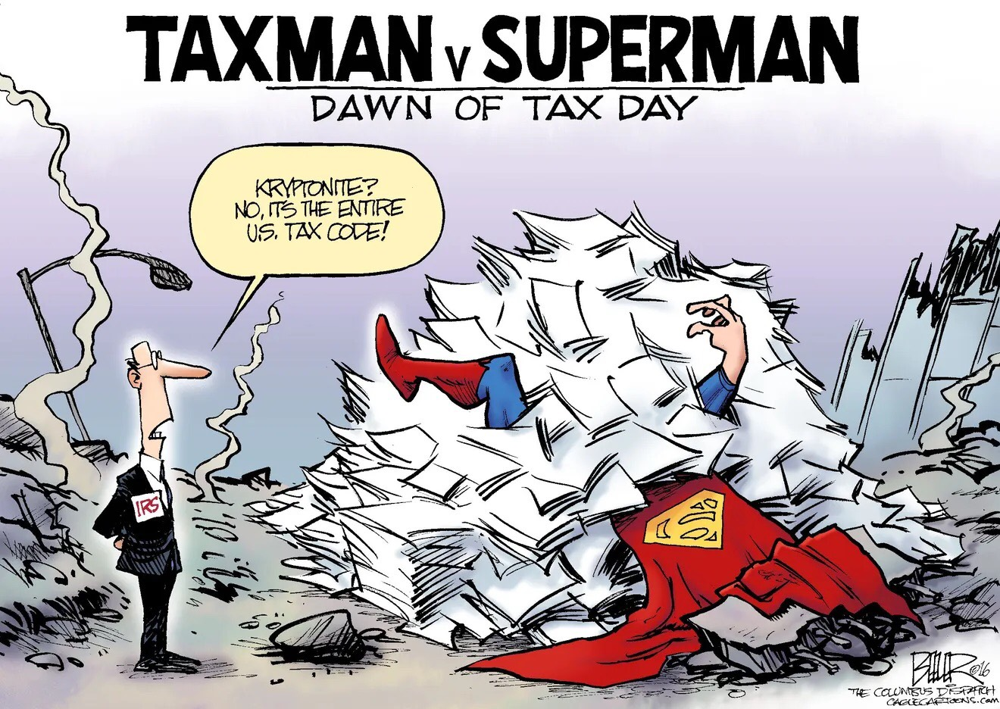 TAXMAN V SUPERMAN
DAWN OF TAX DAY
KRYPTONITE?
NO, IT'S THE ENTIRE
U.S. TAX CODE!
IRS
S
BEELER ©16
THE COLUMBUS DISPATCH
CAGLECARTOONS.COM